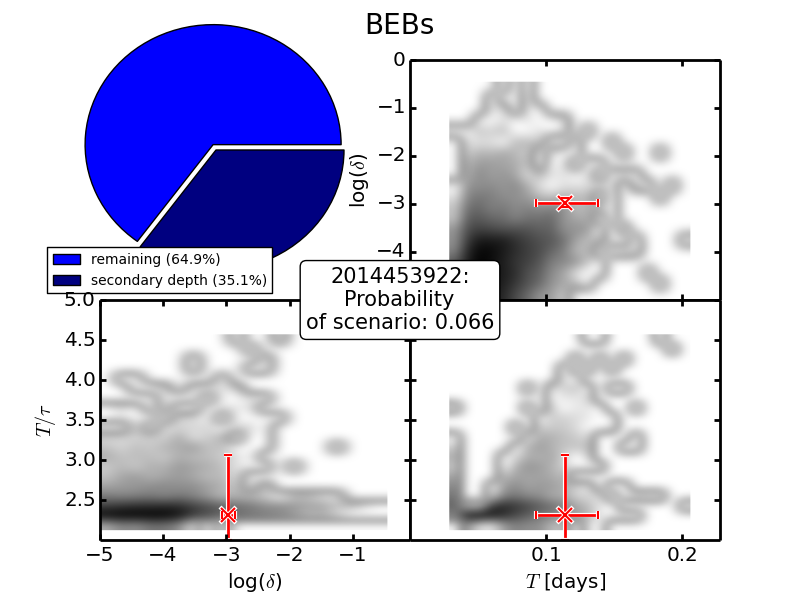 BEBs
remaining (64.9%)
secondary depth (35.1%)
0
−1
−2
−3
−4
log(δ)
2014453922:
Probability
of scenario: 0.066
5.0
4.5
4.0
3.5
3.0
2.5
T/τ
−5 −4 −3 −2 −1
log(δ)
0.1 0.2
T [days]